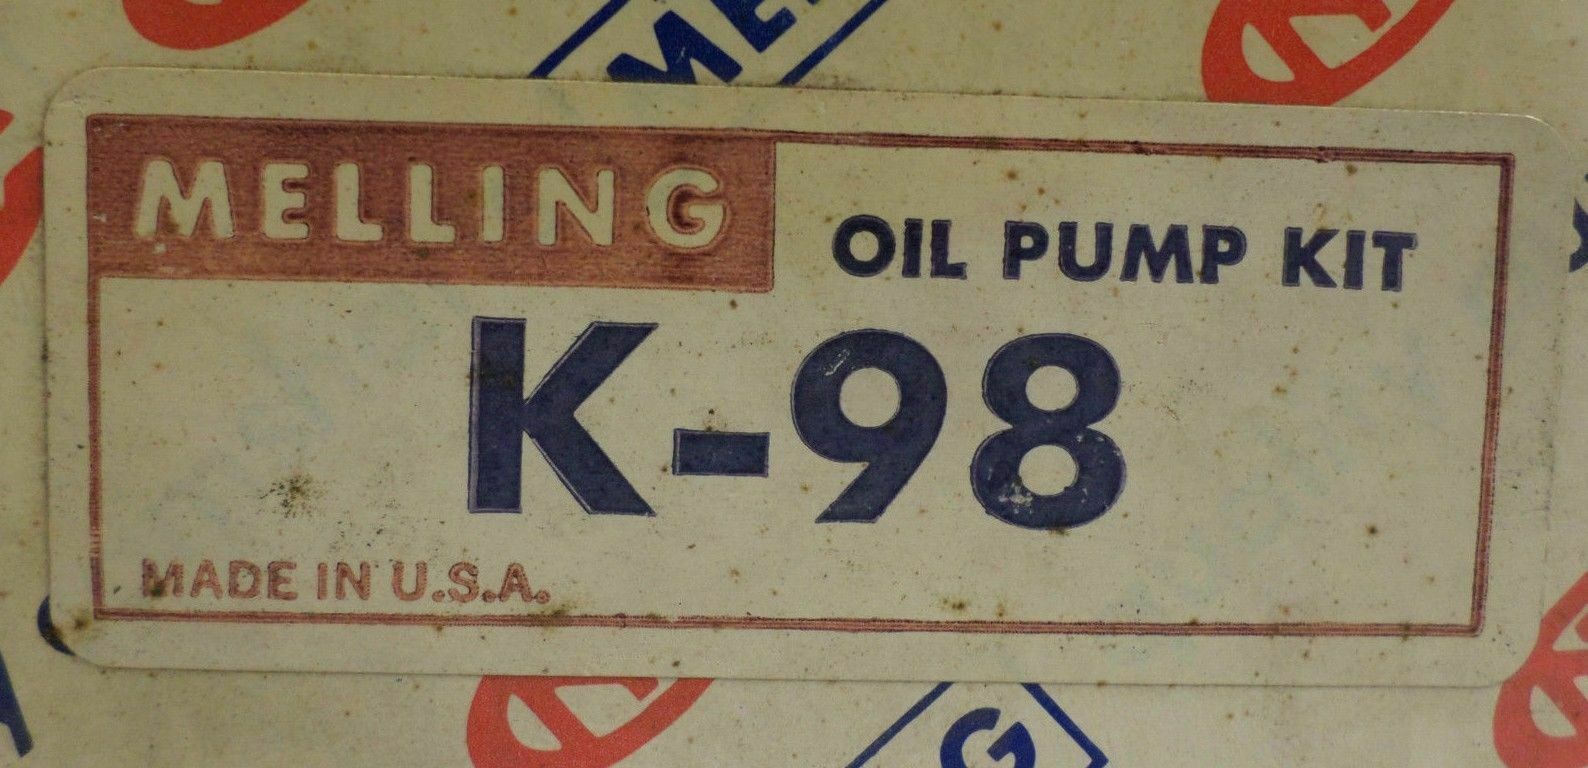 MELLING
OIL PUMP KIT
K-98
MADE IN U.S.A.